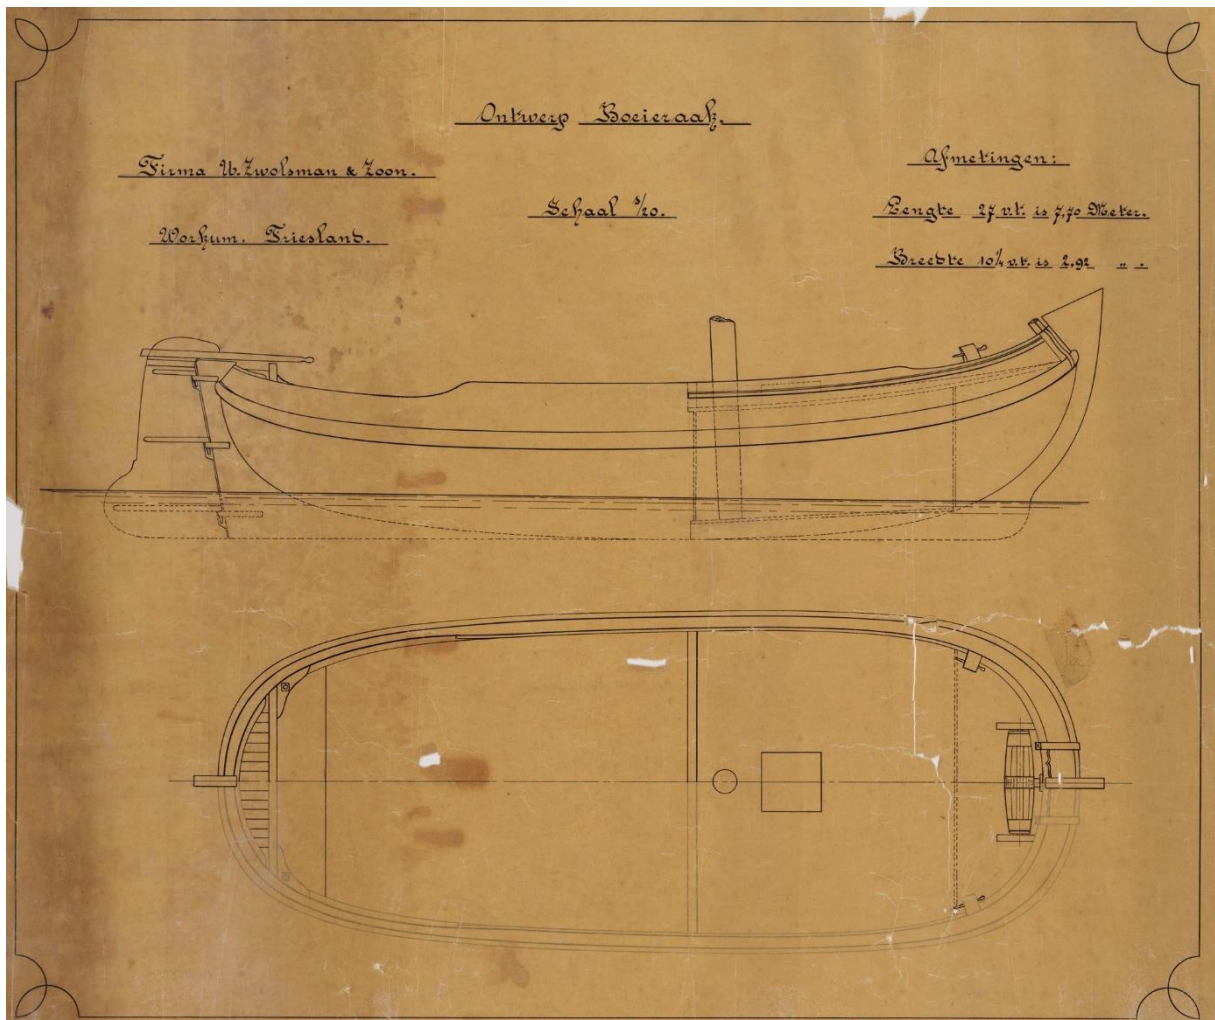 Ontwerp Boeieraak.
Firma U. Zwolsman & Zoon.
Workum. Friesland.
Schaal 1/20.
Afmetingen:
Lengte 27 v.t. is 7,70 Meter.
Breedte 10¼ v.t. is 2,92 „ .